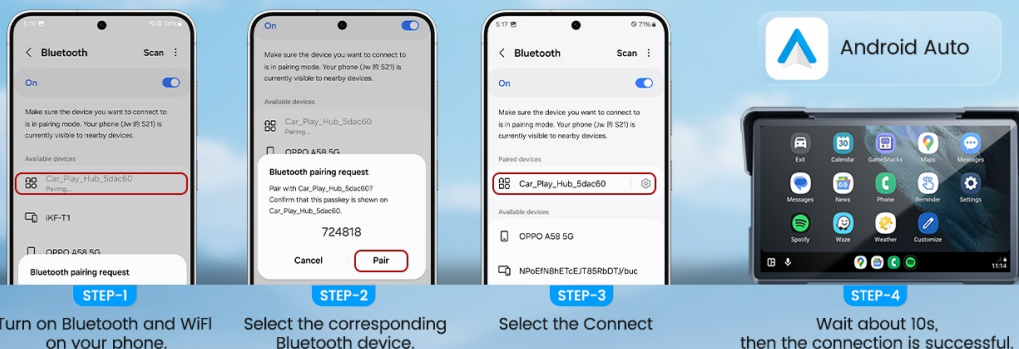 5:16
74%
Bluetooth
Scan
On
Make sure the device you want to connect to
is in pairing mode. Your phone (Jw 的 S21) is
currently visible to nearby devices.
Available devices
Car_Play_Hub_5dac60
Pairing...
iKF-T1
OPPO A58 5G
Bluetooth pairing request
STEP-1
Turn on Bluetooth and WiFl
on your phone.
On
Make sure the device you want to connect to
is in pairing mode. Your phone (Jw 的 S21) is
currently visible to nearby devices.
Available devices
Car_Play_Hub_5dac60
Pairing...
OPPO A58 5G
Bluetooth pairing request
Pair with Car_Play_Hub_5dac60?
Confirm that this passkey is shown on
Car_Play_Hub_5dac60.
724818
Cancel
Pair
STEP-2
Select the corresponding
Bluetooth device.
5:17
71%
Bluetooth
Scan
On
Make sure the device you want to connect to
is in pairing mode. Your phone (Jw 的 S21) is
currently visible to nearby devices.
Paired devices
Car_Play_Hub_5dac60
Available devices
OPPO A58 5G
STEP-3
Select the Connect
Android Auto
30
Exit
Calendar
GameSnacks
Maps
Messages
Messages
News
Phone
Reminder
Settings
Spotify
Waze
Weather
Customize
11:14
STEP-4
Wait about 10s,
then the connection is successful.